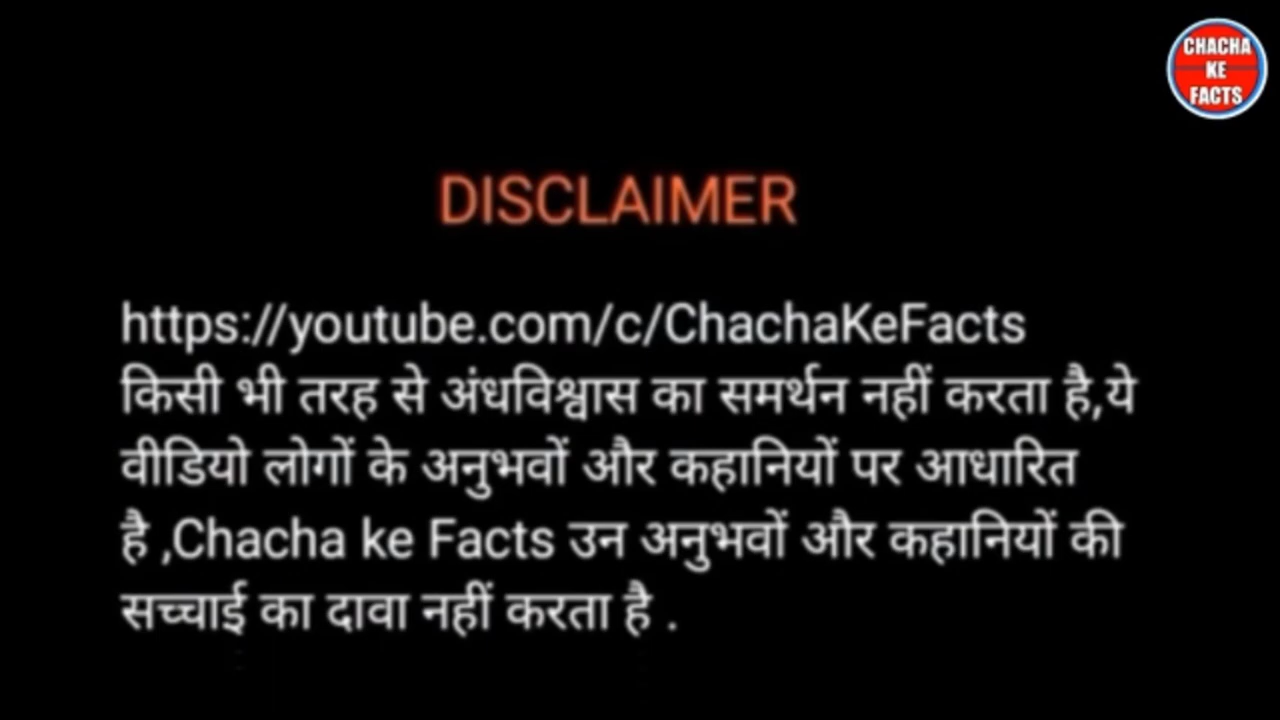 CHACHA
KE
FACTS
DISCLAIMER
https://youtube.com/c/ChachaKeFacts
किसी भी तरह से अंधविश्वास का समर्थन नहीं करता है,ये
वीडियो लोगों के अनुभवों और कहानियों पर आधारित
है ,Chacha ke Facts उन अनुभवों और कहानियों की
सच्चाई का दावा नहीं करता है .